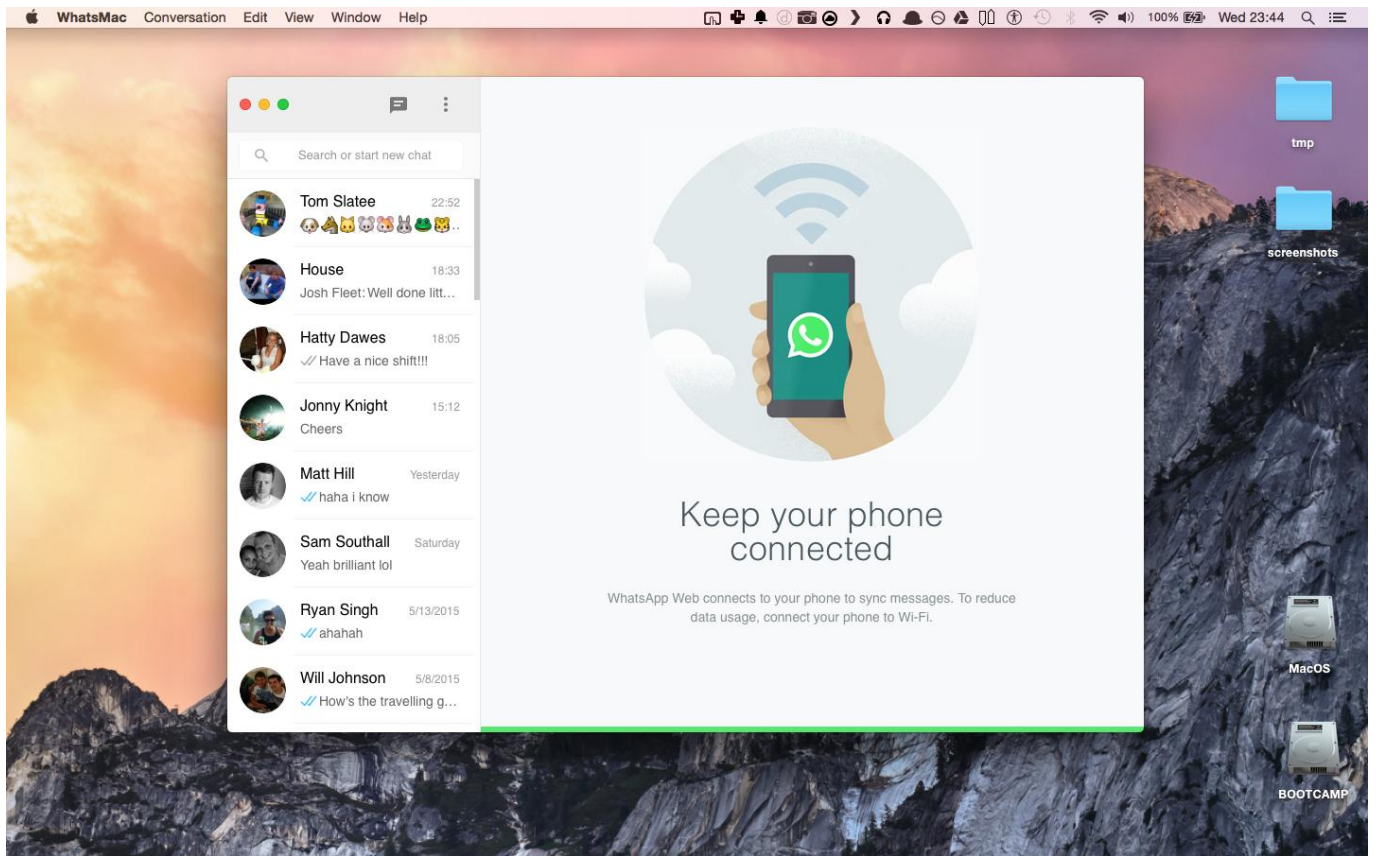 WhatsMac Conversation Edit View Window Help 100% Wed 23:44
tmp
screenshots
MacOS
BOOTCAMP
Search or start new chat
Tom Slatee 22:52
..
House 18:33
Josh Fleet: Well done litt...
Hatty Dawes 18:05
Have a nice shift!!!
Jonny Knight 15:12
Cheers
Matt Hill Yesterday
haha i know
Sam Southall Saturday
Yeah brilliant lol
Ryan Singh 5/13/2015
ahahah
Will Johnson 5/8/2015
How's the travelling g...
Keep your phone
connected
WhatsApp Web connects to your phone to sync messages. To reduce
data usage, connect your phone to Wi-Fi.